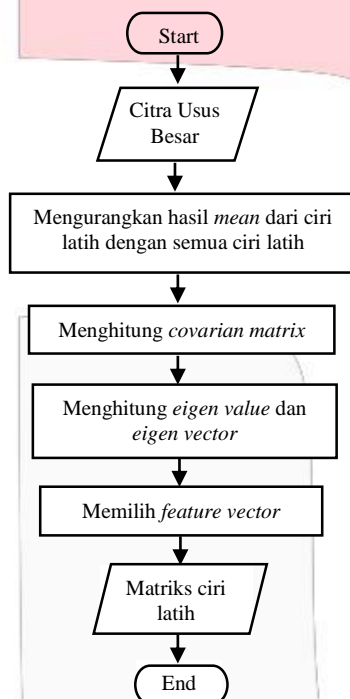 Start
Citra Usus
Besar
Mengurangkan hasil mean dari ciri
latih dengan semua ciri latih
Menghitung covarian matrix
Menghitung eigen value dan
eigen vector
Memilih feature vector
Matriks ciri
latih
End